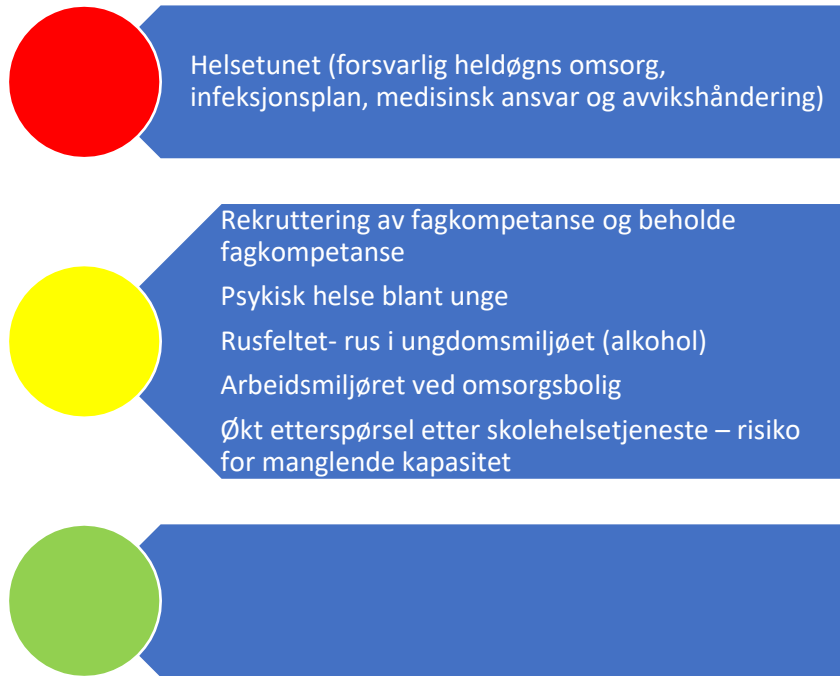 Helsetunet (forsvarlig heldøgns omsorg,
infeksjonsplan, medisinsk ansvar og avvikshåndering)
Rekruttering av fagkompetanse og beholde
fagkompetanse
Psykisk helse blant unge
Rusfeltet- rus i ungdomsmiljøet (alkohol)
Arbeidsmiljøret ved omsorgsbolig
Økt etterspørsel etter skolehelsetjeneste – risiko
for manglende kapasitet